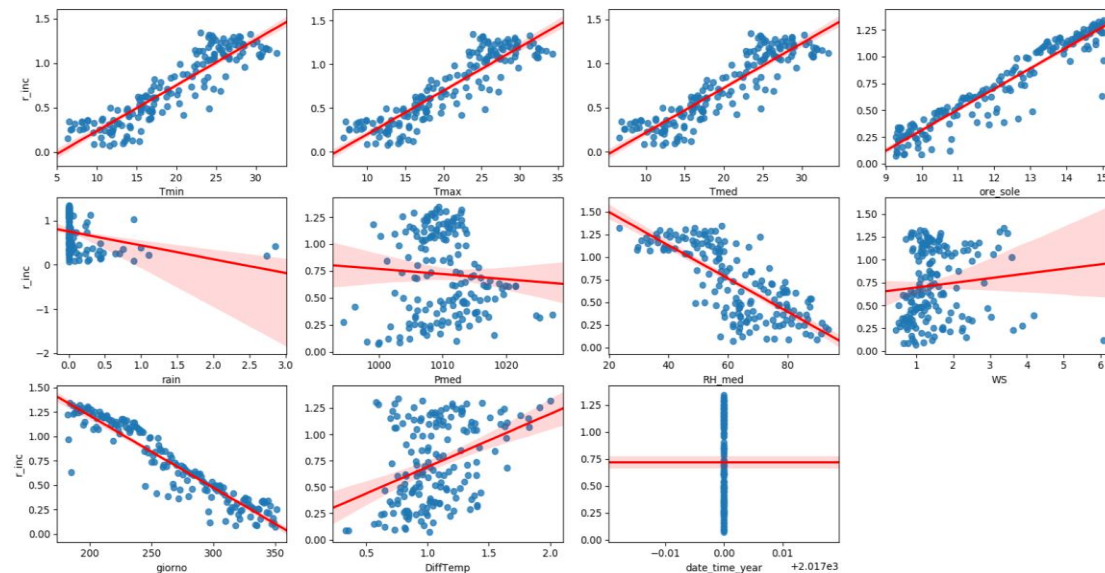 1.5
1.0
0.5
0.0
r_inc
5 10 15 20 25 30
Tmin
1.5
1.0
0.5
0.0
10 15 20 25 30 35
Tmax
1.5
1.0
0.5
0.0
5 10 15 20 25 30
Tmed
1.25
1.00
0.75
0.50
0.25
0.00
9 10 11 12 13 14 15
ore_sole
1
0
−1
−2
r_inc
0.0 0.5 1.0 1.5 2.0 2.5 3.0
rain
1.25
1.00
0.75
0.50
0.25
0.00
1000 1010 1020
Pmed
1.50
1.25
1.00
0.75
0.50
0.25
0.00
20 40 60 80
RH_med
1.50
1.25
1.00
0.75
0.50
0.25
0.00
1 2 3 4 5 6
WS
1.50
1.25
1.00
0.75
0.50
0.25
0.00
r_inc
200 250 300 350
giorno
1.25
1.00
0.75
0.50
0.25
0.00
0.5 1.0 1.5 2.0
DiffTemp
1.25
1.00
0.75
0.50
0.25
0.00
−0.01 0.00 0.01
date_time_year
+2.017e3